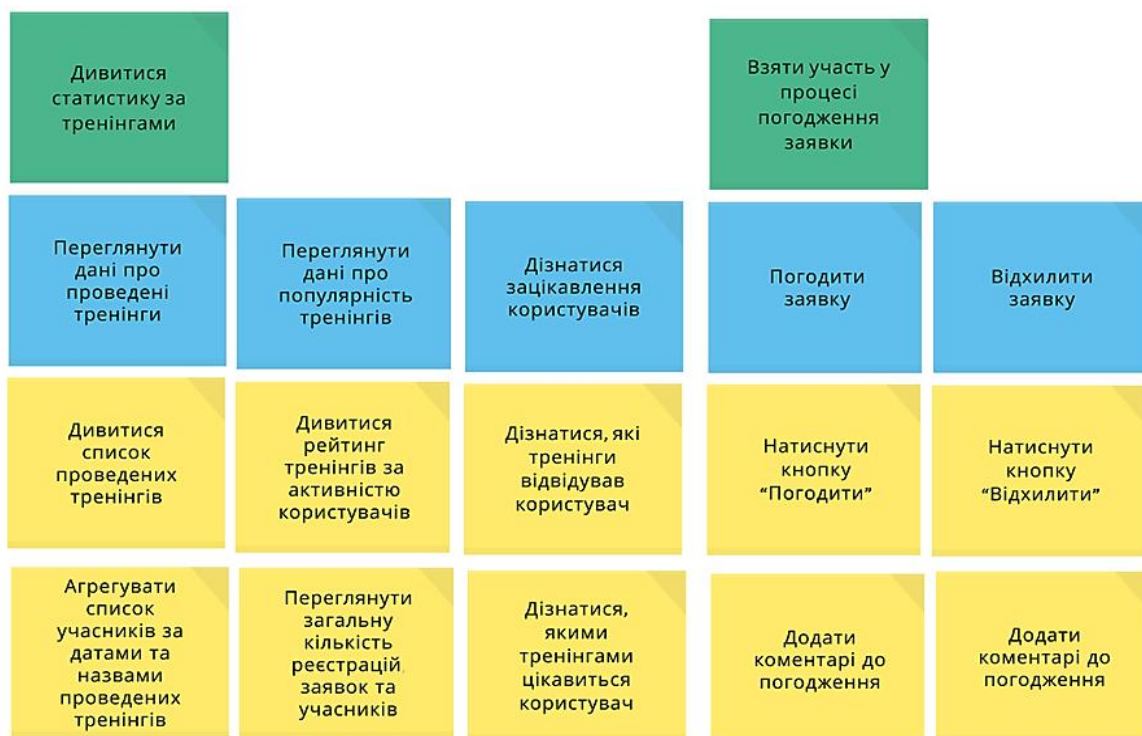 Дивитися
статистику за
тренінгами
Взяти участь у
процесі
погодження
заявки
Переглянути
дані про
проведені
тренінги
Переглянути
дані про
популярність
тренінгів
Дізнатися
зацікавлення
користувачів
Погодити
заявку
Відхилити
заявку
Дивитися
список
проведених
тренінгів
Дивитися
рейтинг
тренінгів за
активністю
користувачів
Дізнатися, які
тренінги
відвідував
користувач
Натиснути
кнопку
“Погодити”
Натиснути
кнопку
“Відхилити”
Агрегувати
список
учасників за
датами та
назвами
проведених
тренінгів
Переглянути
загальну
кількість
реєстрацій,
заявок та
учасників
Дізнатися,
якими
тренінгами
цікавиться
користувач
Додати
коментарі до
погодження
Додати
коментарі до
погодження